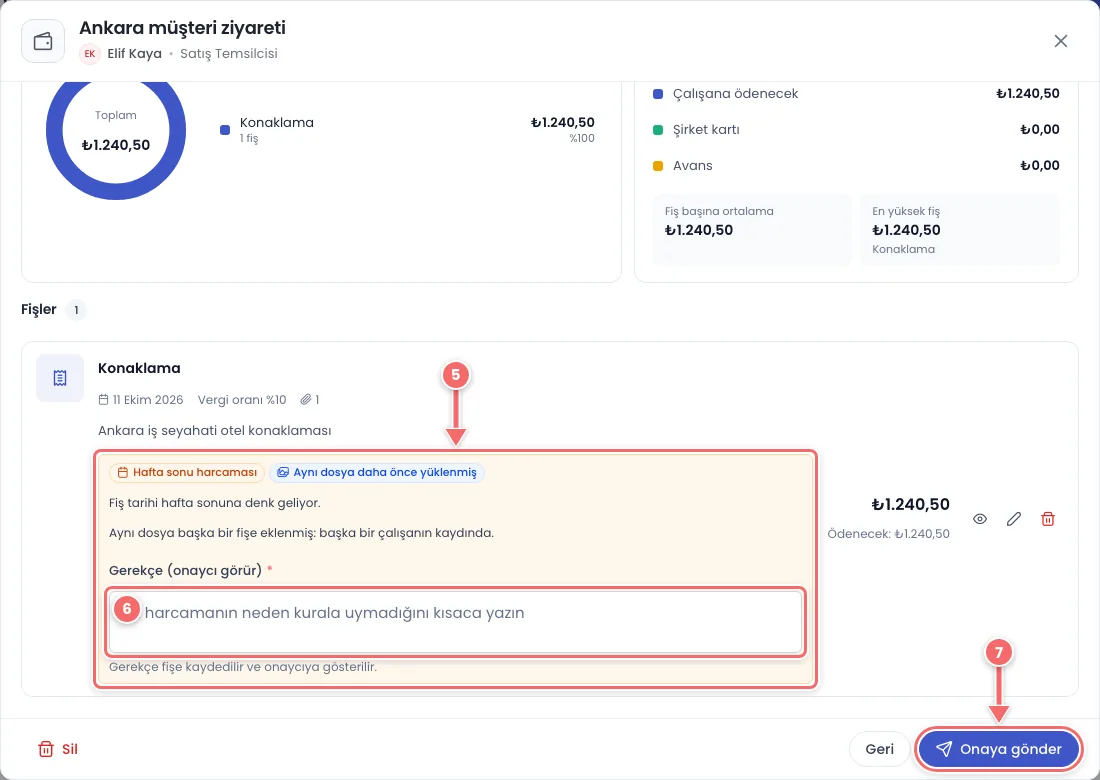 Ankara müşteri ziyareti
EK Elif Kaya • Satış Temsilcisi
Toplam
₺1.240,50
Konaklama
1 fiş
₺1.240,50
%100
Çalışana ödenecek ₺1.240,50
Şirket kartı ₺0,00
Avans ₺0,00
Fiş başına ortalama
₺1.240,50
En yüksek fiş
₺1.240,50
Konaklama
Fişler 1
Konaklama
11 Ekim 2026 Vergi oranı %10 1
Ankara iş seyahati otel konaklaması
5
Hafta sonu harcaması Aynı dosya daha önce yüklenmiş
Fiş tarihi hafta sonuna denk geliyor.
Aynı dosya başka bir fişe eklenmiş: başka bir çalışanın kaydında.
Gerekçe (onaycı görür) *
6 harcamanın neden kurala uymadığını kısaca yazın
Gerekçe fişe kaydedilir ve onaycıya gösterilir.
₺1.240,50
Ödenecek: ₺1.240,50
7
Sil
Geri
Onaya gönder